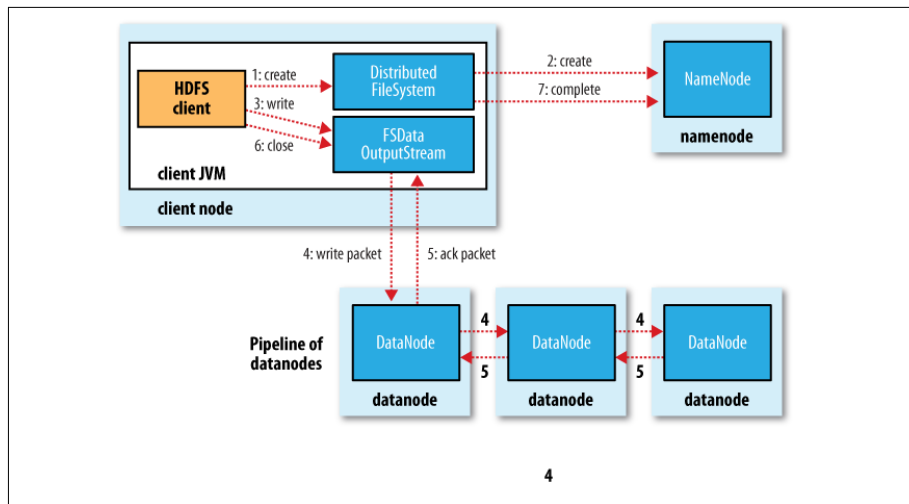 1: create
2: create
HDFS
client
Distributed
FileSystem
NameNode
3: write
7: complete
6: close
FSData
OutputStream
namenode
client JVM
client node
4: write packet
5: ack packet
Pipeline of
datanodes
DataNode
4
5
DataNode
4
5
DataNode
datanode
datanode
datanode
4